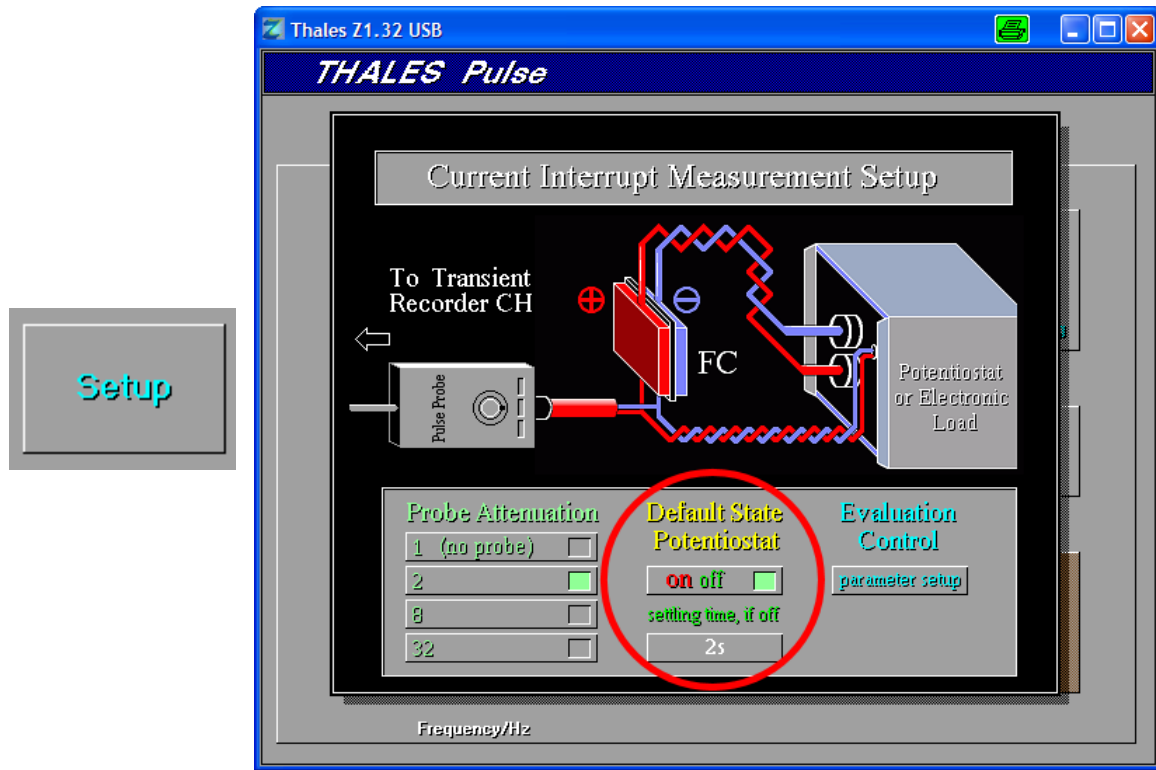 Setup
Thales Z1.32 USB
THALES Pulse
Current Interrupt Measurement Setup
To Transient
Recorder CH
Pulse Probe
FC
Potentiostat
or Electronic
Load
Probe Attenuation
1 (no probe)
2
8
32
Default State
Potentiostat
on off
settling time, if off
2s
Evaluation
Control
parameter setup
Frequency/Hz